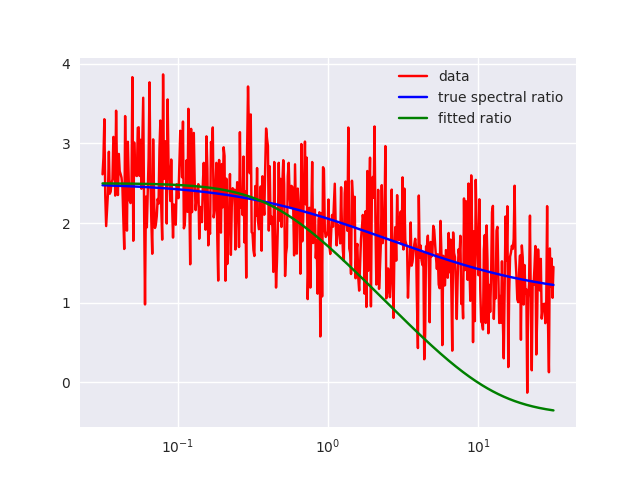 4
3
2
1
0
data
true spectral ratio
fitted ratio
10⁻¹ 10⁰ 10¹